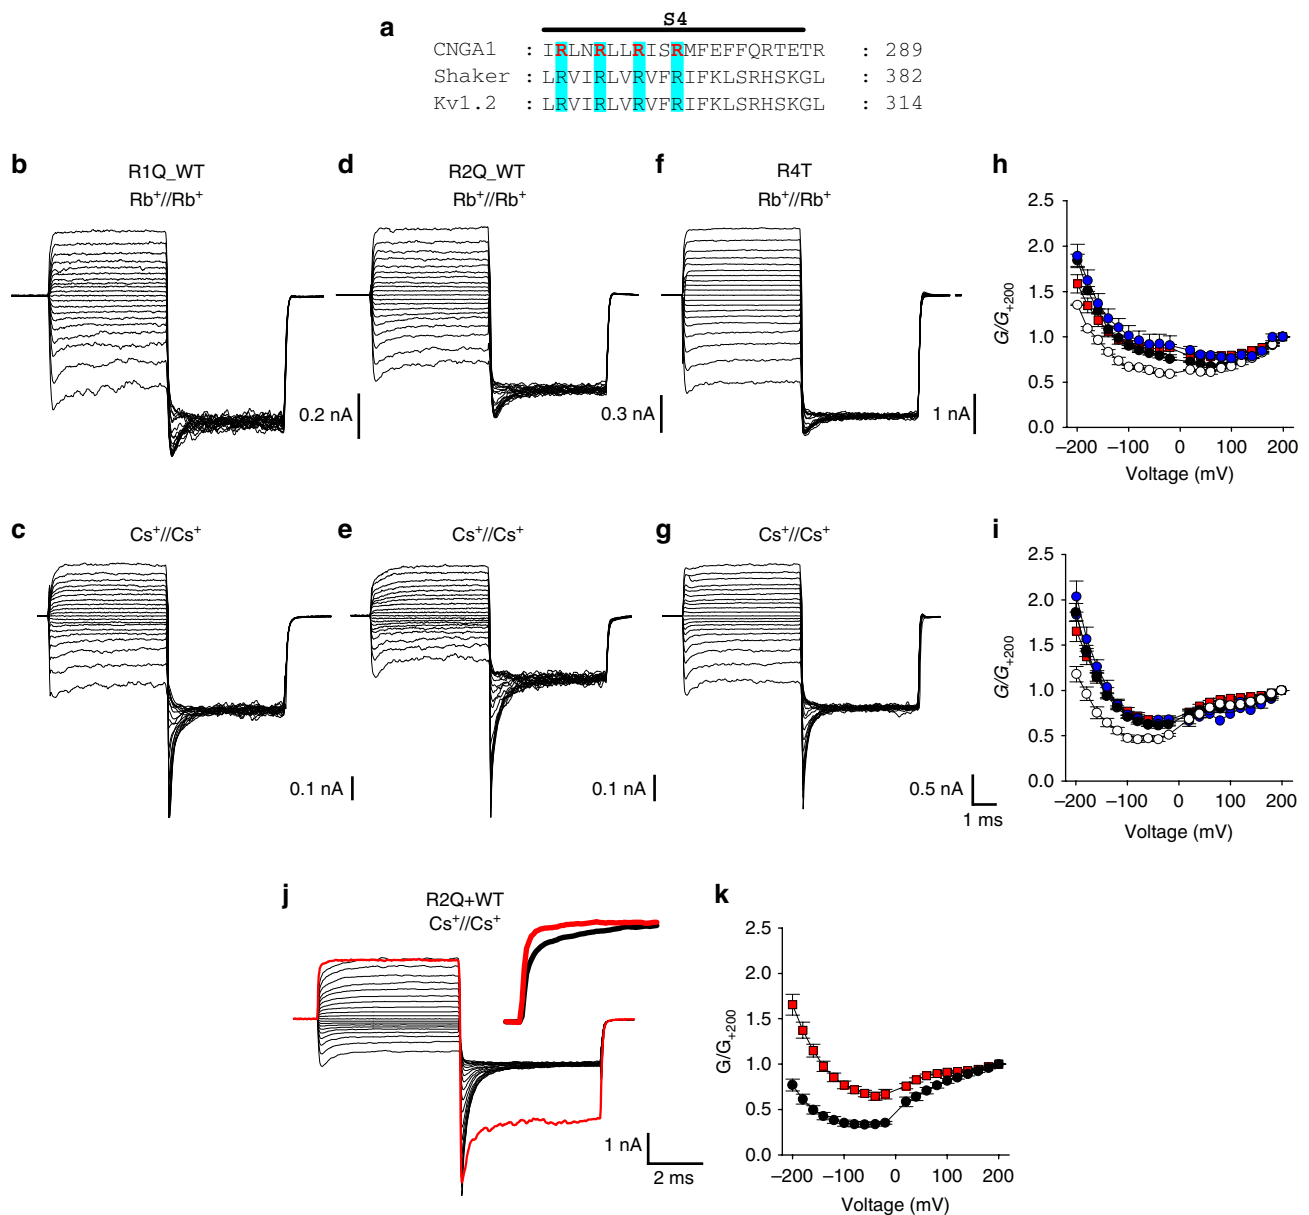 a
S4
CNGA1 : IRLNRLLRISRMFEFFQRTETR : 289
Shaker : LRVIRLVRVFRIFKLSRHSKGL : 382
Kv1.2 : LRVIRLVRVFRIFKLSRHSKGL : 314
b
R1Q_WT
Rb⁺//Rb⁺
0.2 nA
d
R2Q_WT
Rb⁺//Rb⁺
0.3 nA
f
R4T
Rb⁺//Rb⁺
1 nA
h
G/G+200
2.5
2.0
1.5
1.0
0.5
0.0
−200 −100 0 100 200
Voltage (mV)
c
Cs⁺//Cs⁺
0.1 nA
e
Cs⁺//Cs⁺
0.1 nA
g
Cs⁺//Cs⁺
0.5 nA
1 ms
i
G/G+200
2.5
2.0
1.5
1.0
0.5
0.0
−200 −100 0 100 200
Voltage (mV)
j
R2Q+WT
Cs⁺//Cs⁺
1 nA
2 ms
k
G/G+200
2.5
2.0
1.5
1.0
0.5
0.0
−200 −100 0 100 200
Voltage (mV)